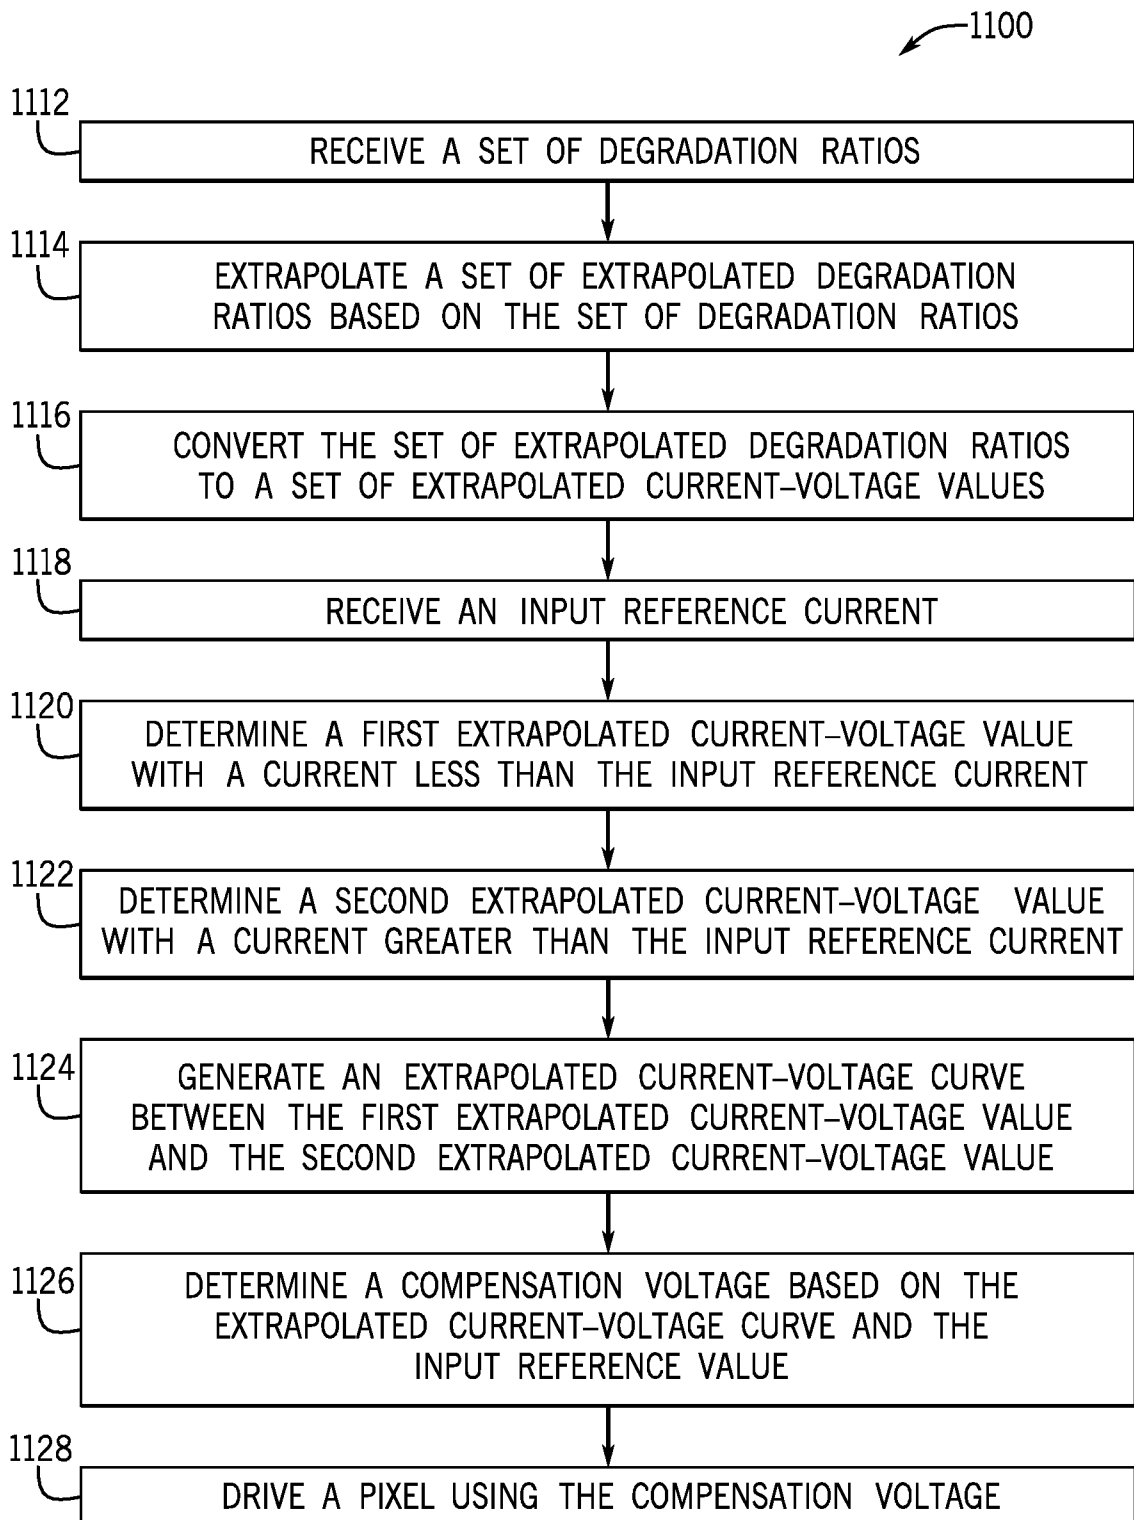 1100
1112
RECEIVE A SET OF DEGRADATION RATIOS
1114
EXTRAPOLATE A SET OF EXTRAPOLATED DEGRADATION
RATIOS BASED ON THE SET OF DEGRADATION RATIOS
1116
CONVERT THE SET OF EXTRAPOLATED DEGRADATION RATIOS
TO A SET OF EXTRAPOLATED CURRENT–VOLTAGE VALUES
1118
RECEIVE AN INPUT REFERENCE CURRENT
1120
DETERMINE A FIRST EXTRAPOLATED CURRENT–VOLTAGE VALUE
WITH A CURRENT LESS THAN THE INPUT REFERENCE CURRENT
1122
DETERMINE A SECOND EXTRAPOLATED CURRENT–VOLTAGE VALUE
WITH A CURRENT GREATER THAN THE INPUT REFERENCE CURRENT
1124
GENERATE AN EXTRAPOLATED CURRENT–VOLTAGE CURVE
BETWEEN THE FIRST EXTRAPOLATED CURRENT–VOLTAGE VALUE
AND THE SECOND EXTRAPOLATED CURRENT–VOLTAGE VALUE
1126
DETERMINE A COMPENSATION VOLTAGE BASED ON THE
EXTRAPOLATED CURRENT–VOLTAGE CURVE AND THE
INPUT REFERENCE VALUE
1128
DRIVE A PIXEL USING THE COMPENSATION VOLTAGE